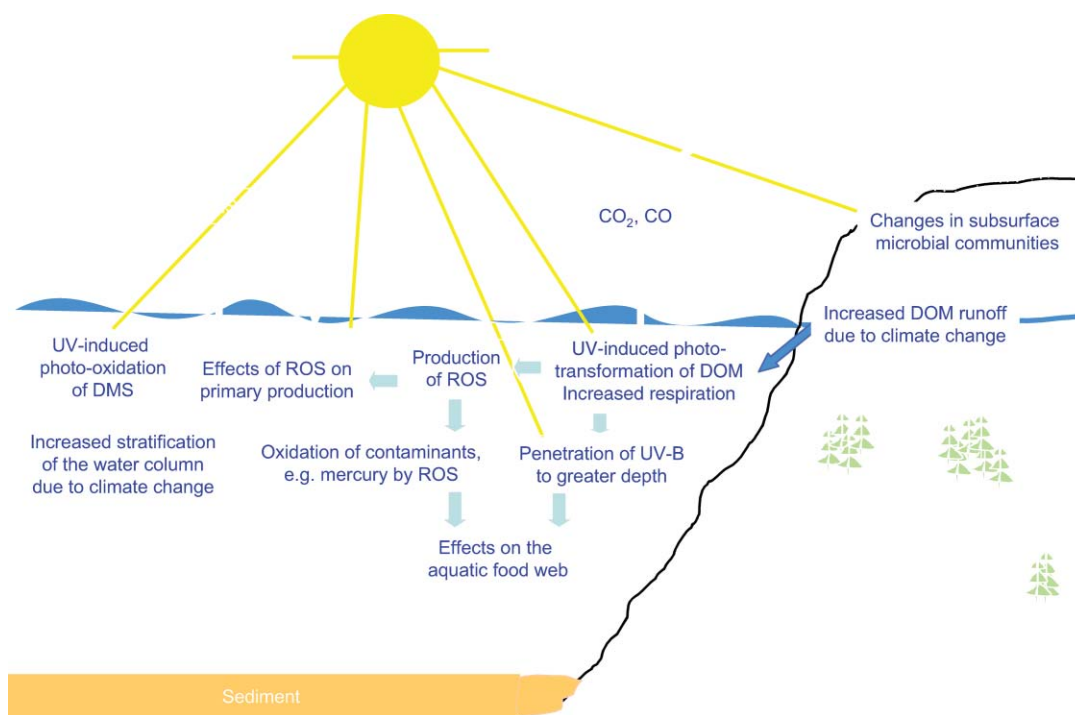 CO₂, CO
Changes in subsurface
microbial communities
Increased DOM runoff
due to climate change
UV-induced
photo-oxidation
of DMS
Effects of ROS on
primary production
Production
of ROS
UV-induced photo-
transformation of DOM
Increased respiration
Increased stratification
of the water column
due to climate change
Oxidation of contaminants,
e.g. mercury by ROS
Penetration of UV-B
to greater depth
Effects on the
aquatic food web
Sediment